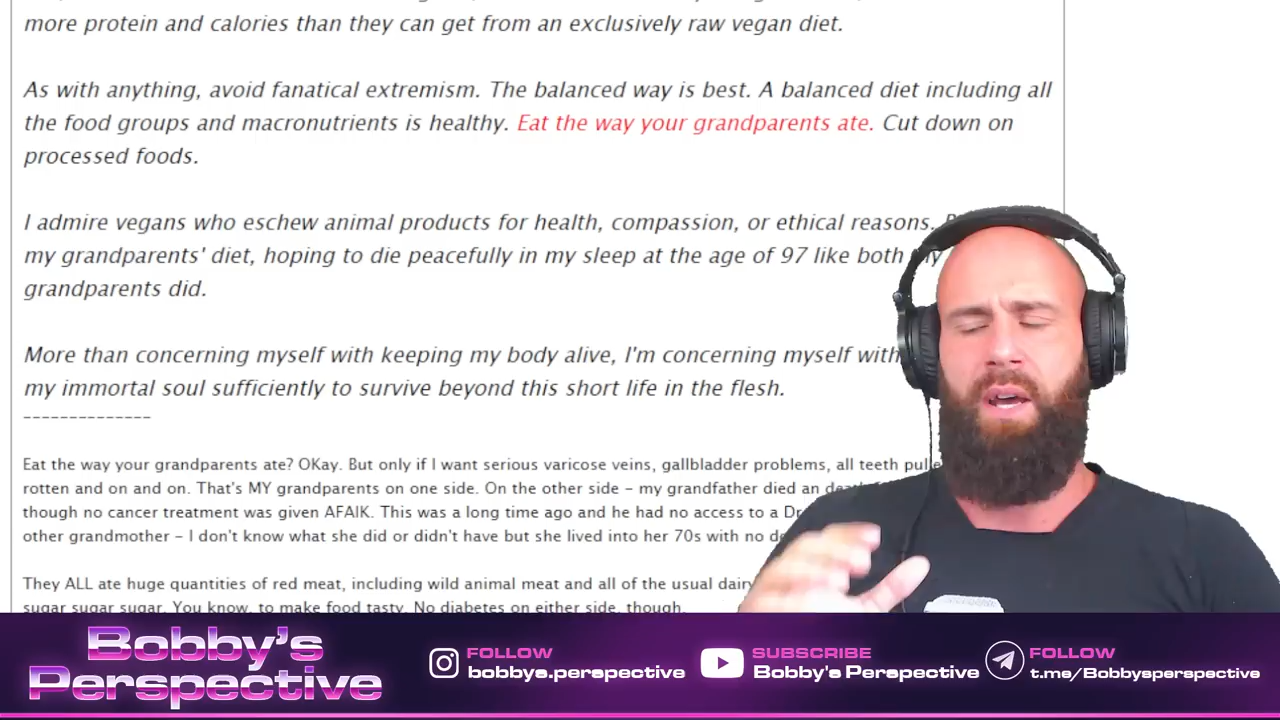 more protein and calories than they can get from an exclusively raw vegan diet.
As with anything, avoid fanatical extremism. The balanced way is best. A balanced diet including all
the food groups and macronutrients is healthy. Eat the way your grandparents ate. Cut down on
processed foods.
I admire vegans who eschew animal products for health, compassion, or ethical reasons.
my grandparents' diet, hoping to die peacefully in my sleep at the age of 97 like both my
grandparents did.
More than concerning myself with keeping my body alive, I'm concerning myself with
my immortal soul sufficiently to survive beyond this short life in the flesh.
--------------
Eat the way your grandparents ate? OKay. But only if I want serious varicose veins, gallbladder problems, all teeth
rotten and on and on. That's MY grandparents on one side. On the other side - my grandfather died an
though no cancer treatment was given AFAIK. This was a long time ago and he had no access to a
other grandmother - I don't know what she did or didn't have but she lived into her 70s with no
They ALL ate huge quantities of red meat, including wild animal meat and all of the usual
sugar sugar sugar. You know, to make food tasty. No diabetes on either side, though.
Bobby's
Perspective
FOLLOW
bobbys.perspective
SUBSCRIBE
Bobby's Perspective
FOLLOW
t.me/Bobbysperspective